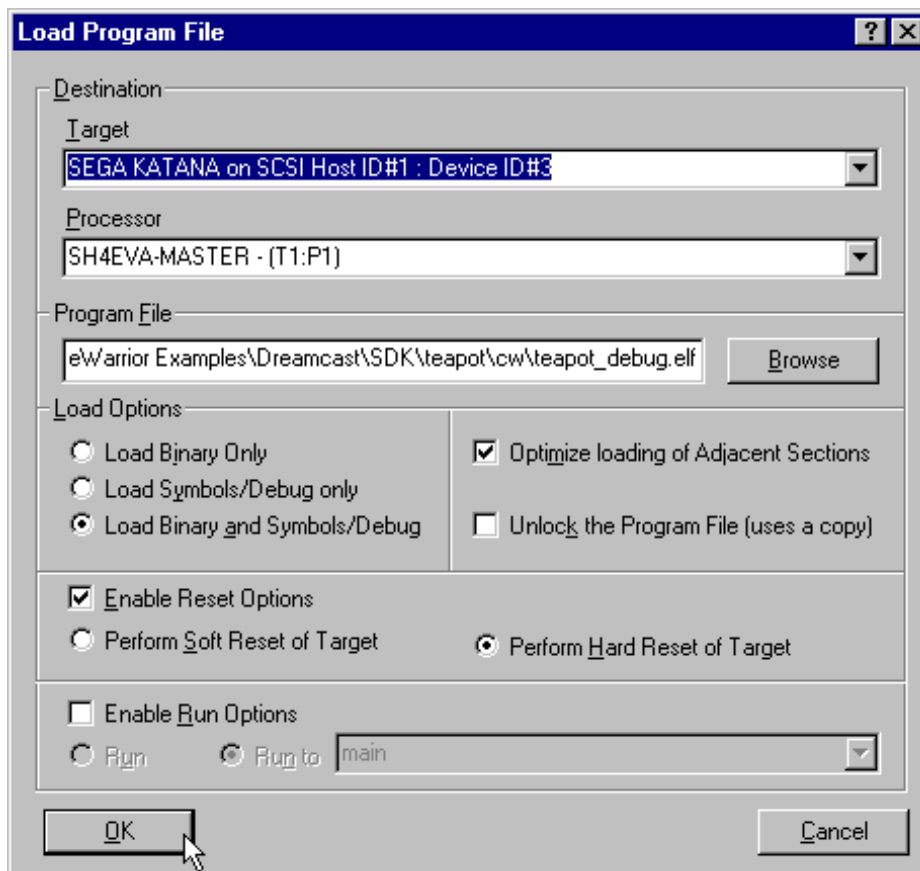 Load Program File
Destination
Target
SEGA KATANA on SCSI Host ID#1 : Device ID#3
Processor
SH4EVA-MASTER - (T1:P1)
Program File
eWarrior Examples\Dreamcast\SDK\teapot\cw\teapot_debug.elf
Browse
Load Options
Load Binary Only
Load Symbols/Debug only
Load Binary and Symbols/Debug
Optimize loading of Adjacent Sections
Unlock the Program File (uses a copy)
Enable Reset Options
Perform Soft Reset of Target
Perform Hard Reset of Target
Enable Run Options
Run
Run to
main
OK
Cancel